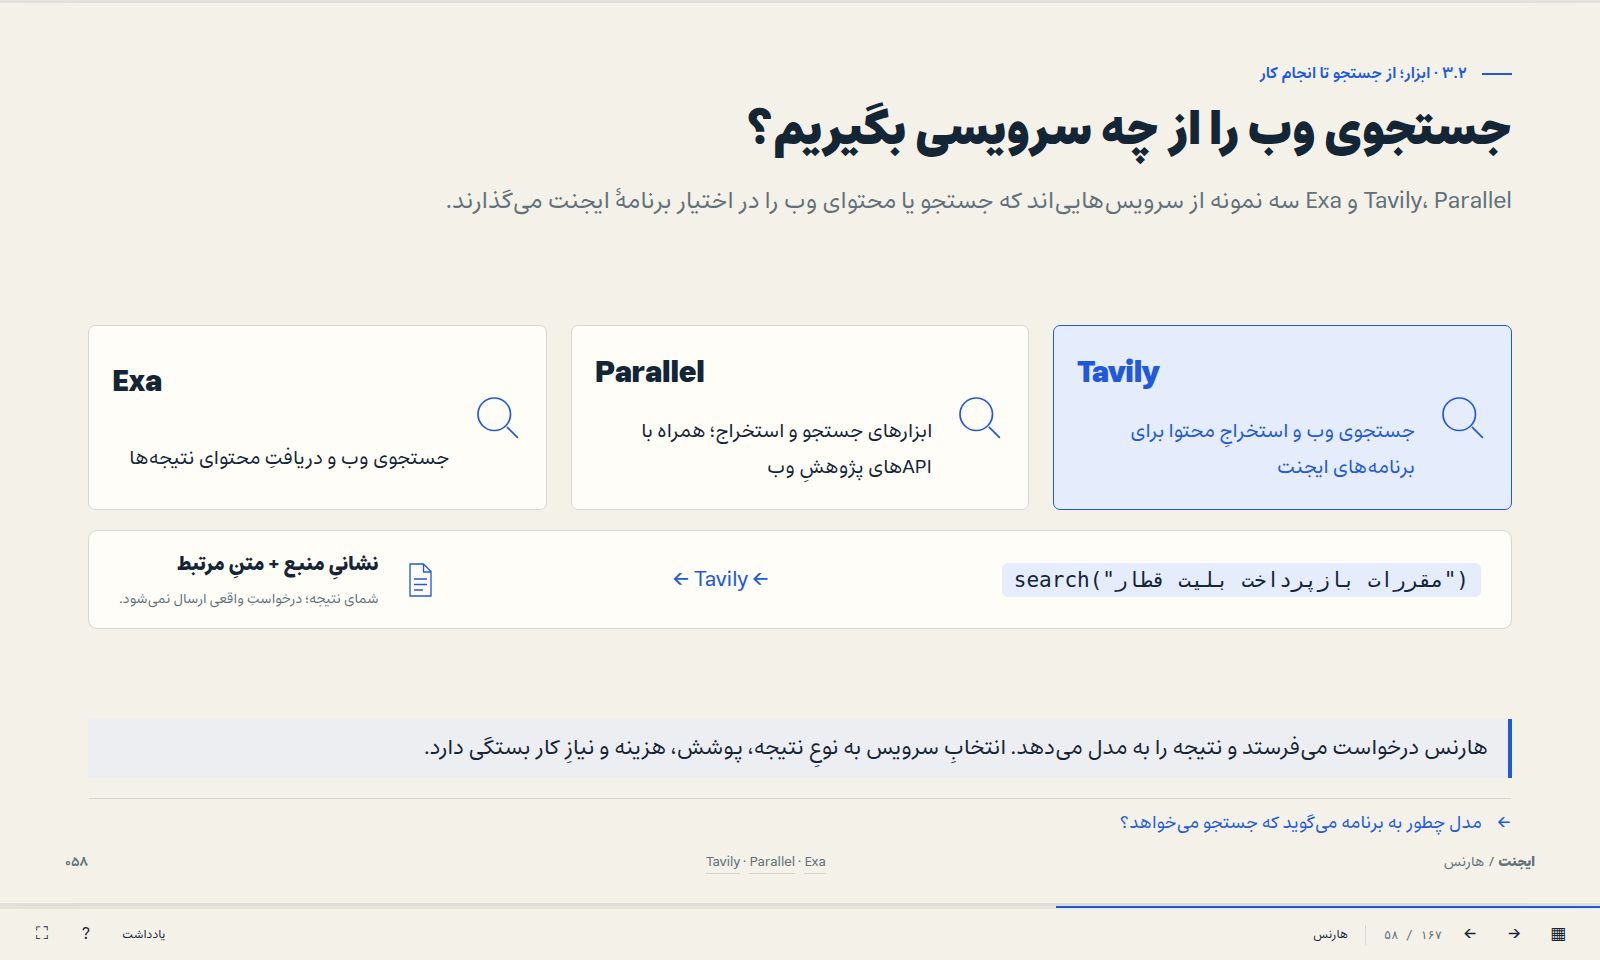 ۳.۲ · ابزار؛ از جستجو تا انجام کار
جستجوی وب را از چه سرویسی بگیریم؟
Tavily، Parallel و Exa سه نمونه از سرویس‌هایی‌اند که جستجو یا محتوای وب را در اختیار برنامهٔ ایجنت می‌گذارند.
Tavily
جستجوی وب و استخراجِ محتوا برای
برنامه‌های ایجنت
Parallel
ابزارهای جستجو و استخراج؛ همراه با
APIهای پژوهشِ وب
Exa
جستجوی وب و دریافتِ محتوای نتیجه‌ها
search("مقررات بازپرداخت بلیت قطار")
← Tavily ←
نشانیِ منبع + متنِ مرتبط
شمای نتیجه؛ درخواستِ واقعی ارسال نمی‌شود.
هارنس درخواست می‌فرستد و نتیجه را به مدل می‌دهد. انتخابِ سرویس به نوعِ نتیجه، پوشش، هزینه و نیازِ کار بستگی دارد.
← مدل چطور به برنامه می‌گوید که جستجو می‌خواهد؟
ایجنت / هارنس
Tavily · Parallel · Exa
۰۵۸
→ ← ۵۸ / ۱۶۷ هارنس
یادداشت ?